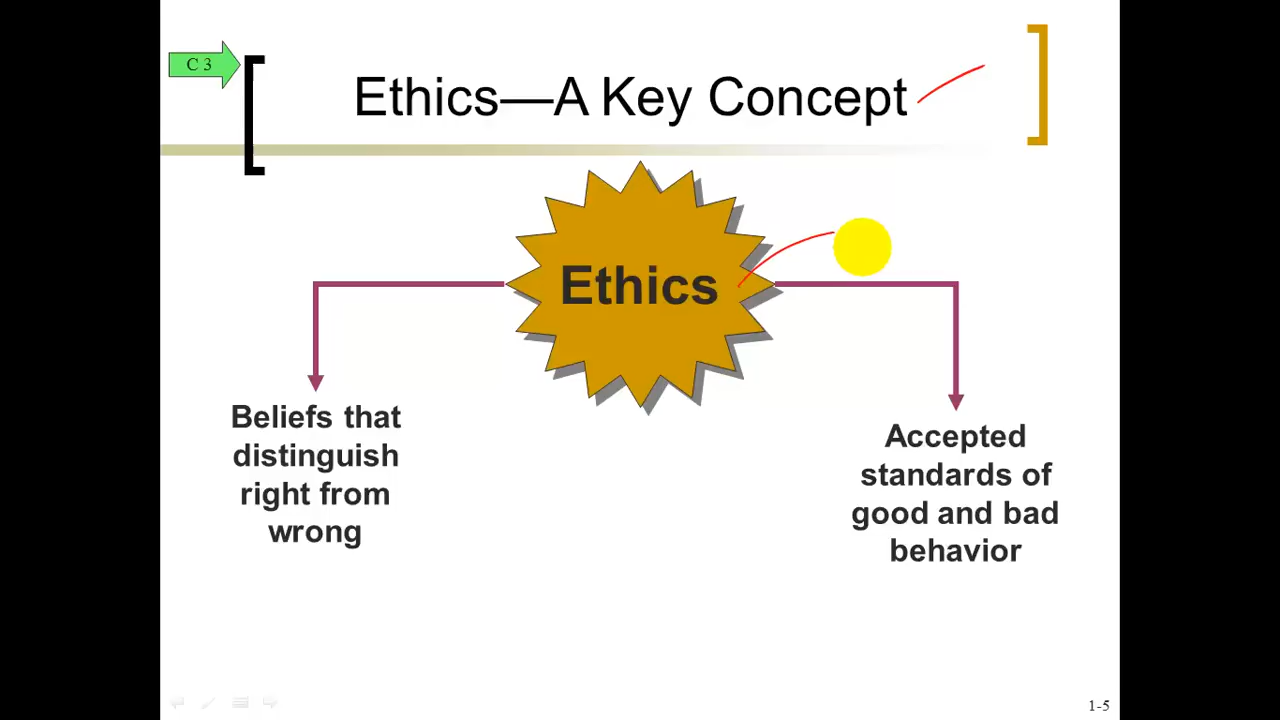 C 3
Ethics—A Key Concept
Ethics
Beliefs that
distinguish
right from
wrong
Accepted
standards of
good and bad
behavior
1-5